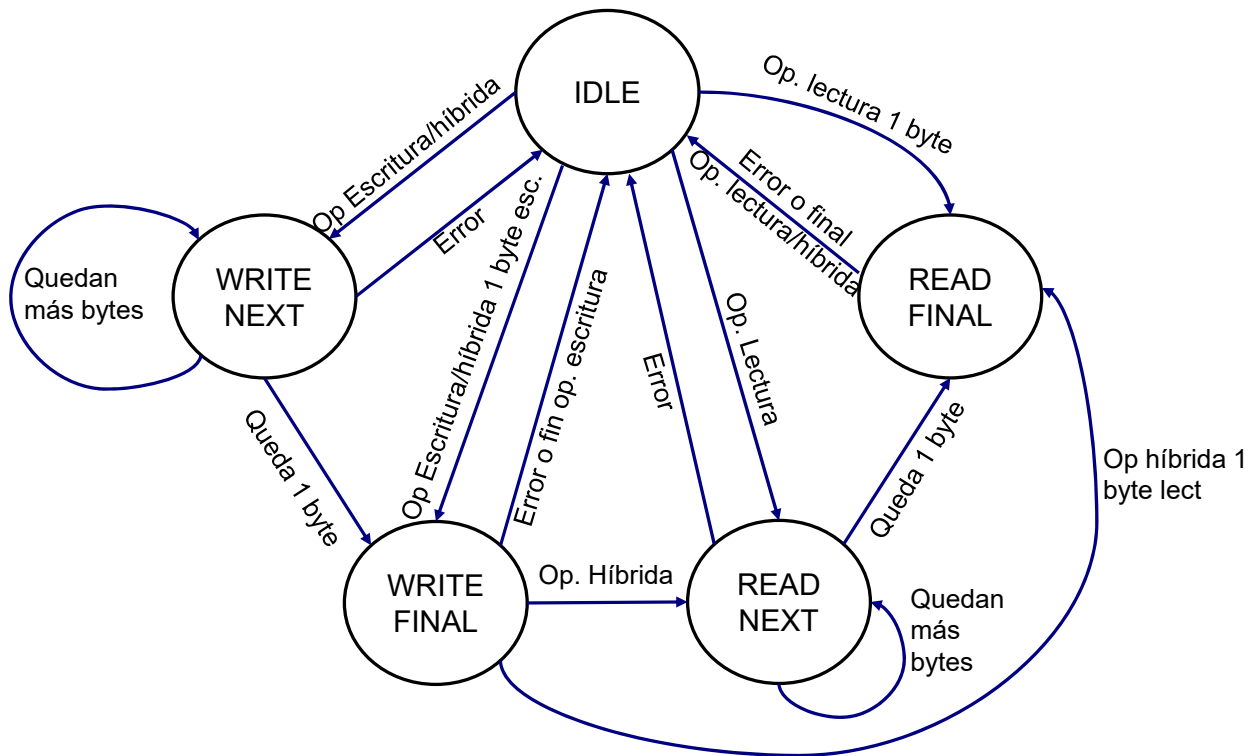 IDLE
Op. lectura 1 byte
Op Escritura/híbrida
Error
Op Escritura/híbrida 1 byte esc.
Error o fin op. escritura
Error
Op. Lectura
Error o final
Op. lectura/híbrida
Quedan
más bytes
WRITE
NEXT
READ
FINAL
Queda 1 byte
Queda 1 byte
Op híbrida 1
byte lect
WRITE
FINAL
Op. Híbrida
READ
NEXT
Quedan
más
bytes